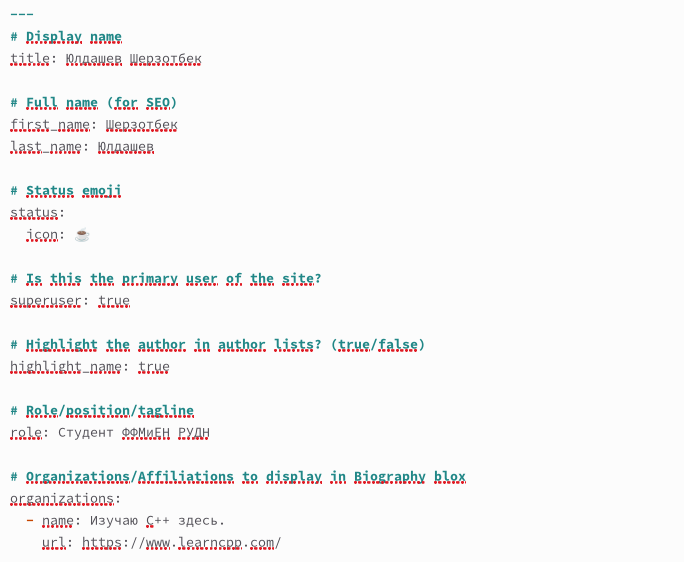 ---
# Display name
title: Юлдашев Шерзотбек
# Full name (for SEO)
first_name: Шерзотбек
last_name: Юлдашев
# Status emoji
status:
icon: ☕
# Is this the primary user of the site?
superuser: true
# Highlight the author in author lists? (true/false)
highlight_name: true
# Role/position/tagline
role: Студент ФФМиЕН РУДН
# Organizations/Affiliations to display in Biography blox
organizations:
- name: Изучаю C++ здесь.
url: https://www.learncpp.com/